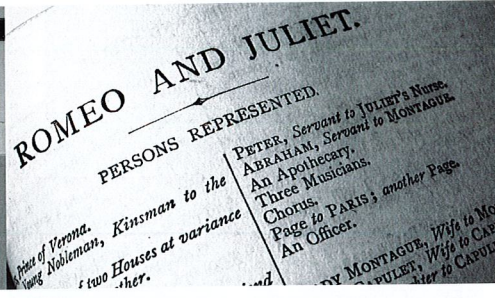 ROMEO AND JULIET.
PERSONS REPRESENTED.
Prince of Verona.
Young Nobleman, Kinsman to the
two Houses at variance
other.
PETER, Servant to JULIET's Nurse.
ABRAHAM, Servant to MONTAGUE.
An Apothecary.
Three Musicians.
Chorus.
Page to PARIS; another Page.
An Officer.
MONTAGUE, Wife to
CAPULET, Wife to
to